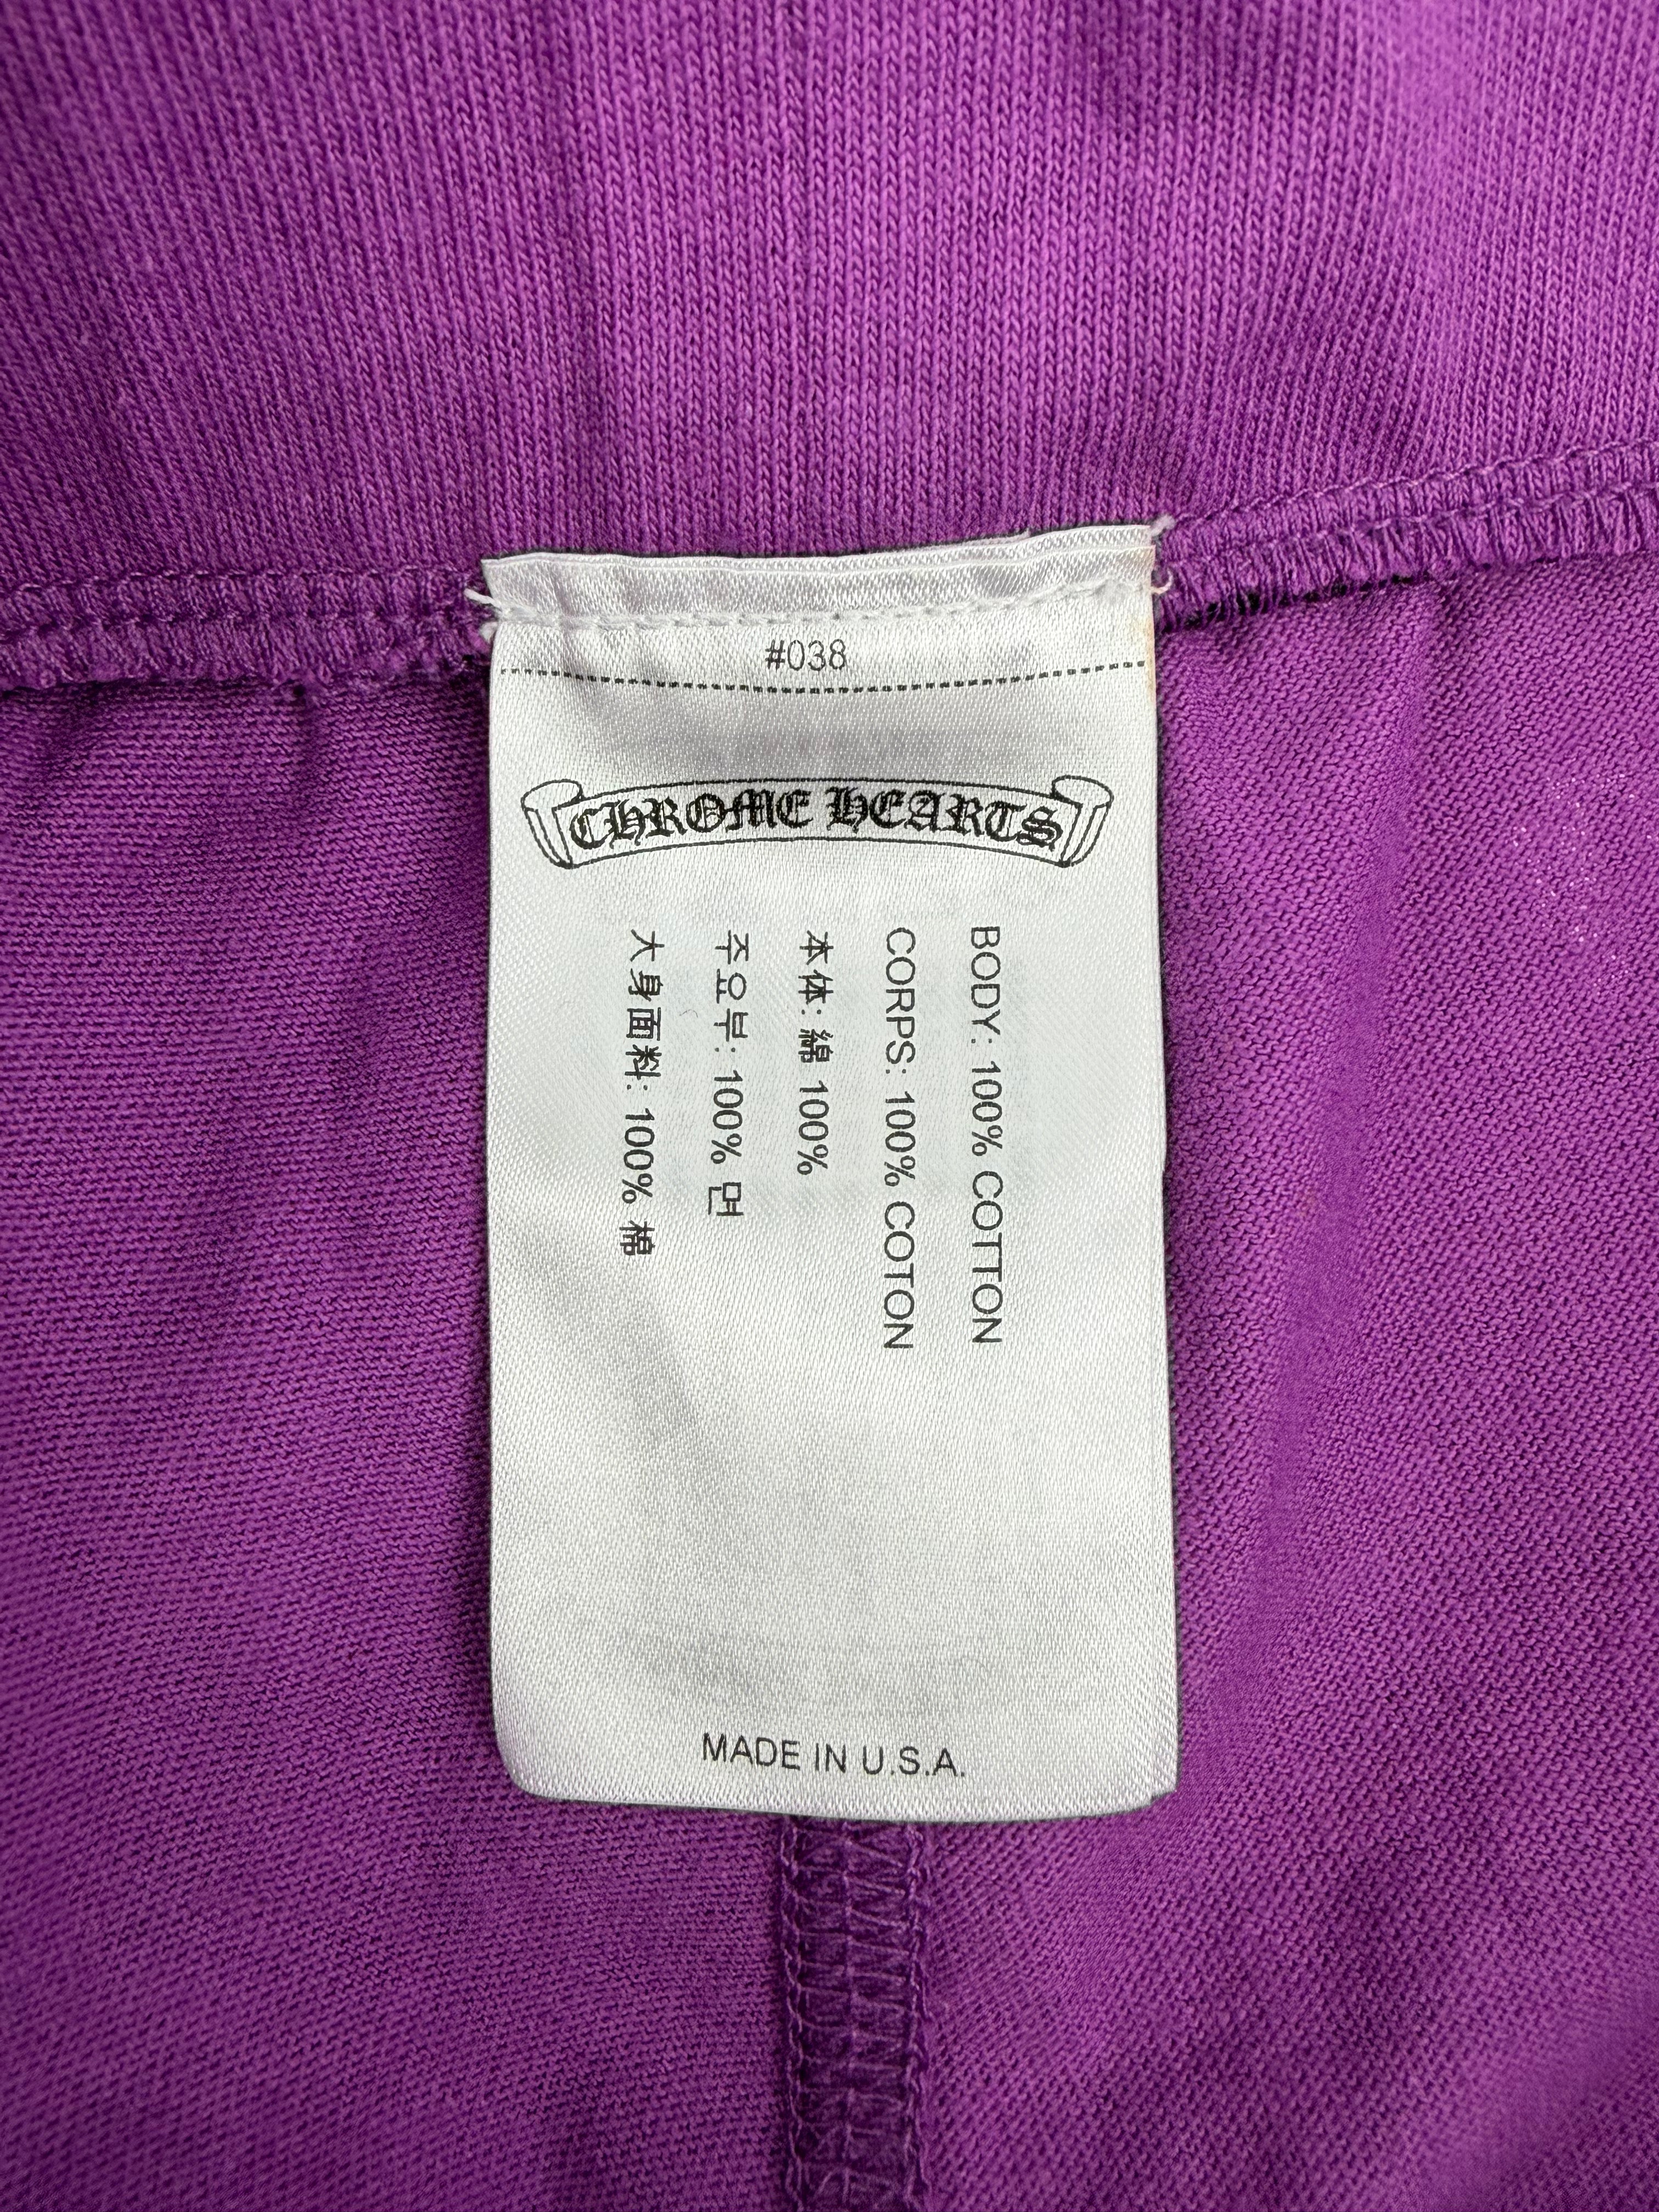 #038
CHROME HEARTS
BODY: 100% COTTON
CORPS: 100% COTON
本体: 綿 100%
주요부: 100% 면
大身面料: 100% 棉
MADE IN U.S.A.